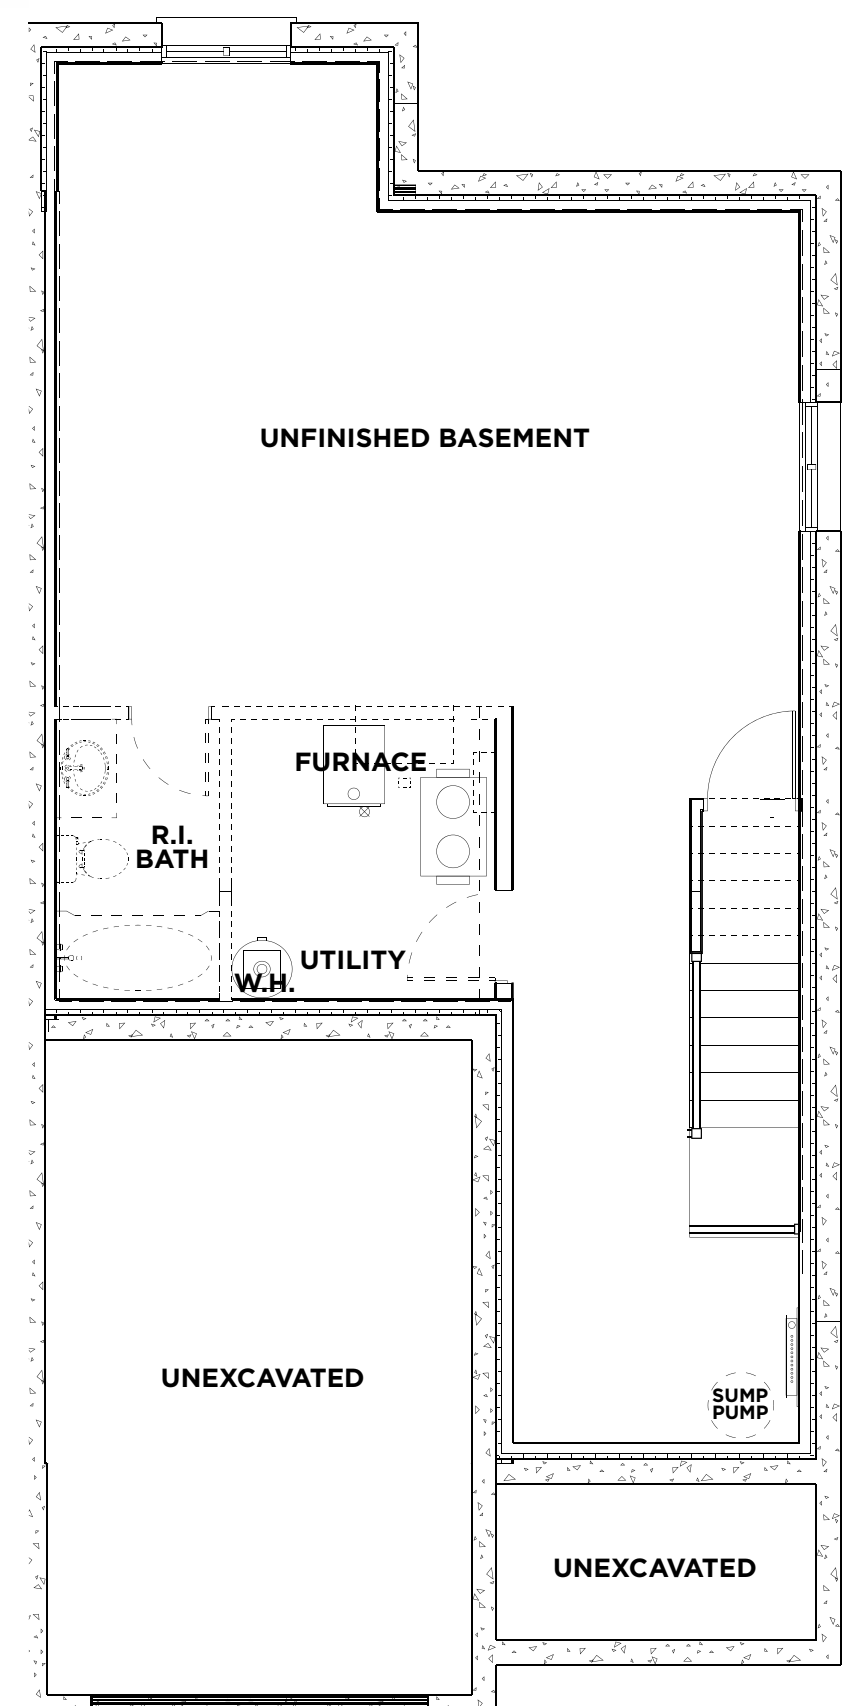 UNFINISHED BASEMENT
FURNACE
R.I.
BATH
UTILITY
W.H.
UNEXCAVATED
SUMP
PUMP
UNEXCAVATED